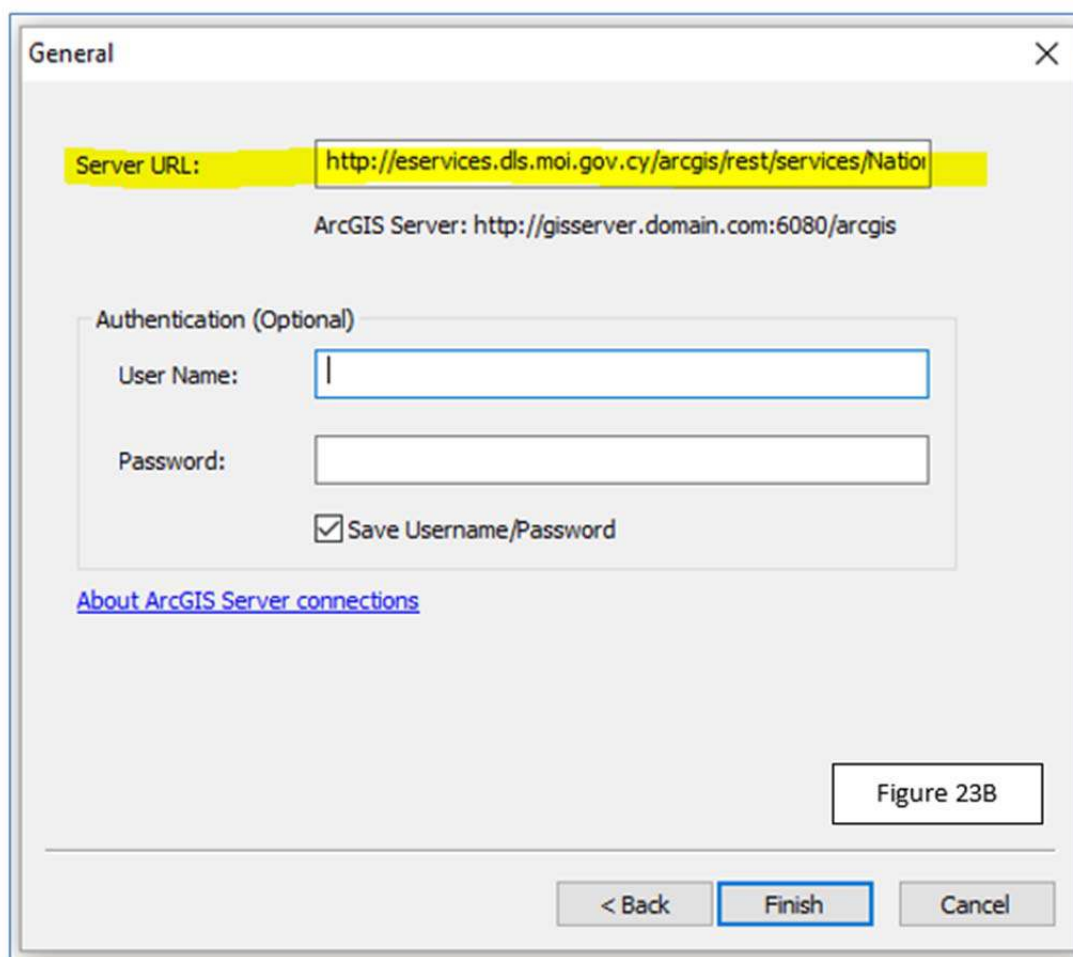 General
Server URL: http://eservices.dls.moi.gov.cy/arcgis/rest/services/Nation
ArcGIS Server: http://gisserver.domain.com:6080/arcgis
Authentication (Optional)
User Name:
Password:
Save Username/Password
About ArcGIS Server connections
Figure 23B
< Back Finish Cancel